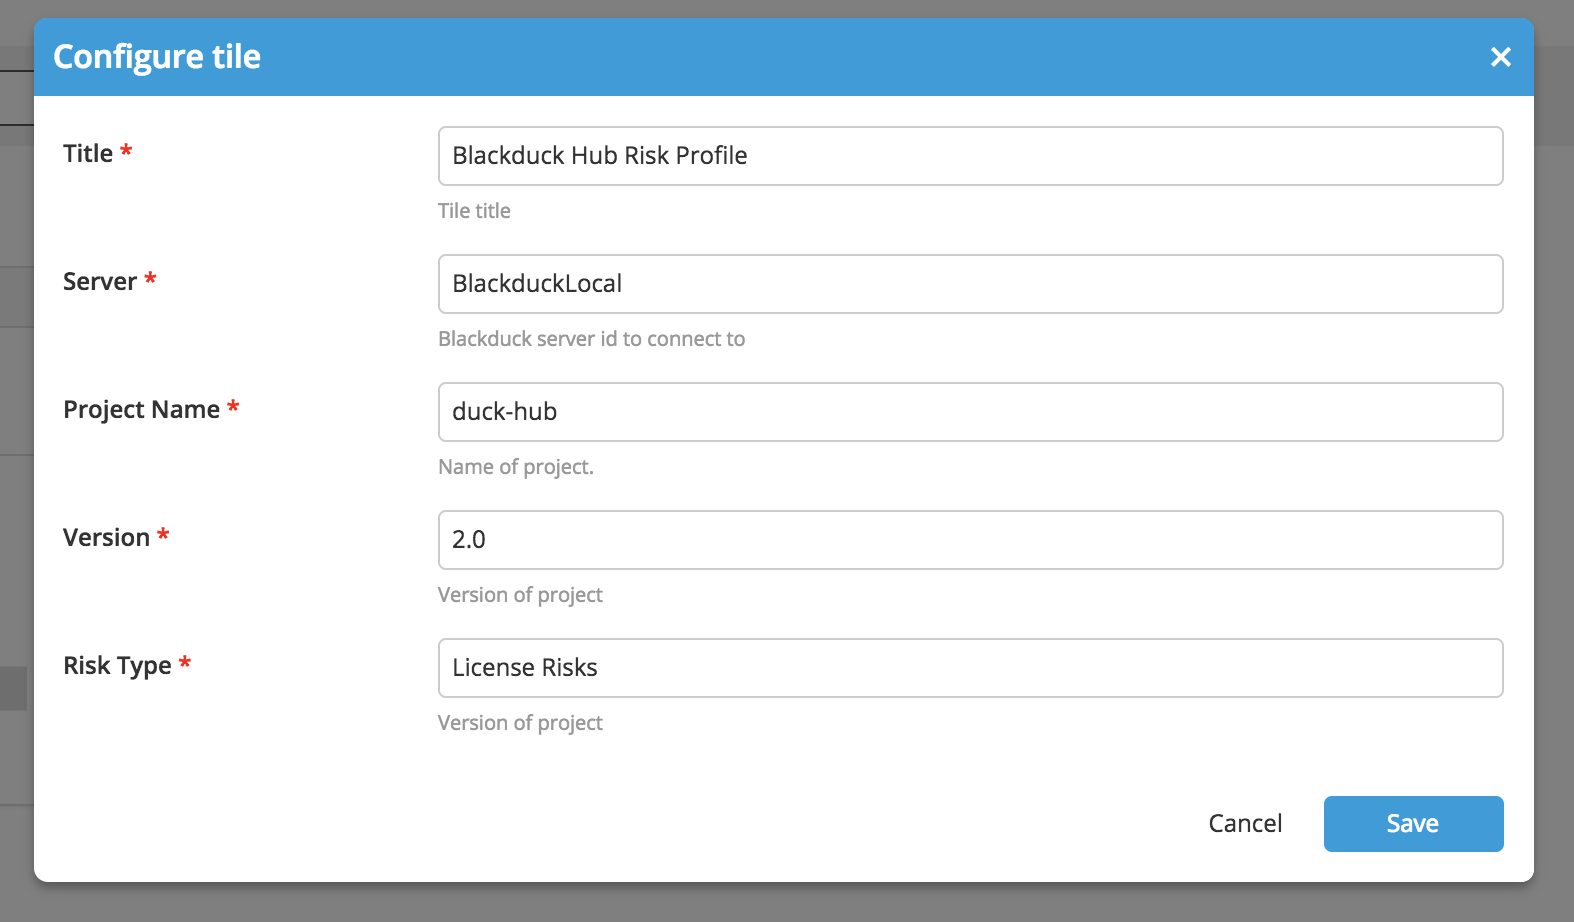 Configure tile
Title *
Blackduck Hub Risk Profile
Tile title
Server *
BlackduckLocal
Blackduck server id to connect to
Project Name *
duck-hub
Name of project.
Version *
2.0
Version of project
Risk Type *
License Risks
Version of project
Cancel
Save